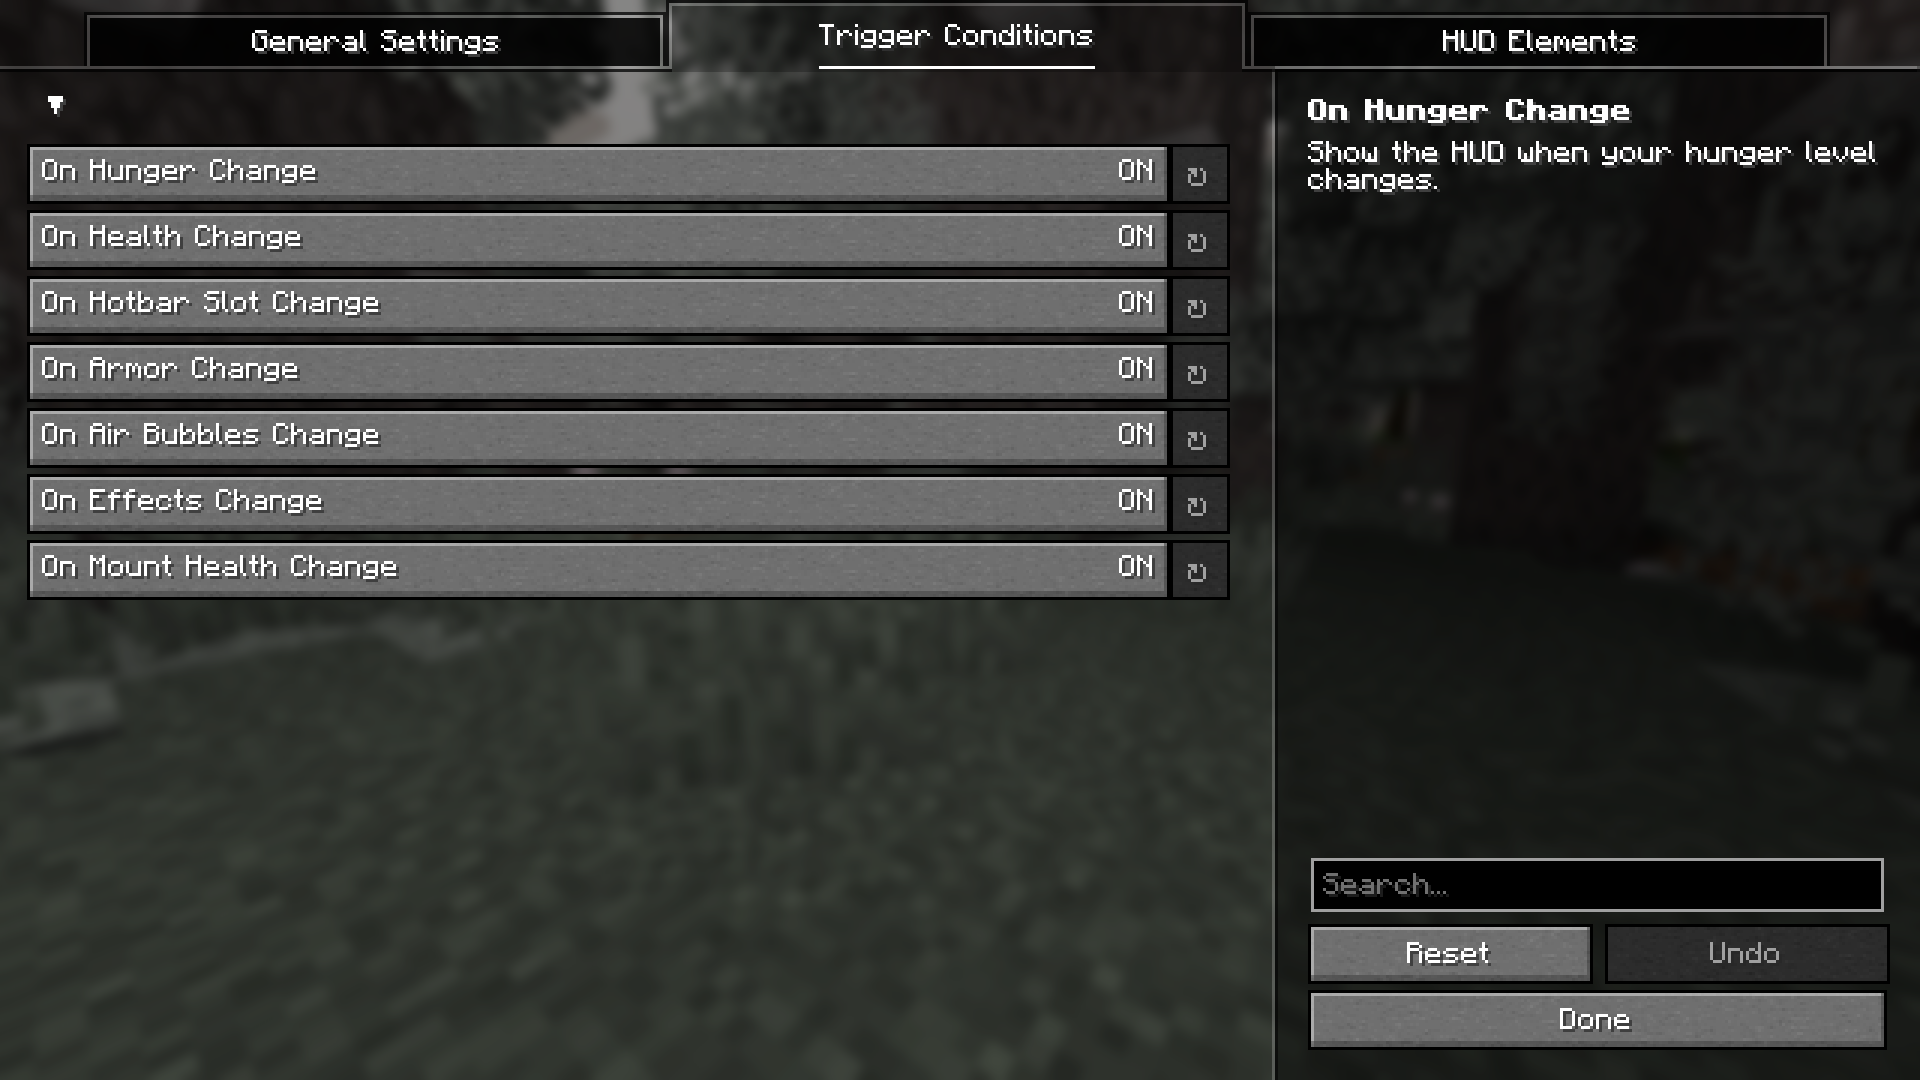 General Settings
Trigger Conditions
HUD Elements
On Hunger Change ON
On Health Change ON
On Hotbar Slot Change ON
On Armor Change ON
On Air Bubbles Change ON
On Effects Change ON
On Mount Health Change ON
On Hunger Change
Show the HUD when your hunger level
changes.
Search...
Reset
Undo
Done